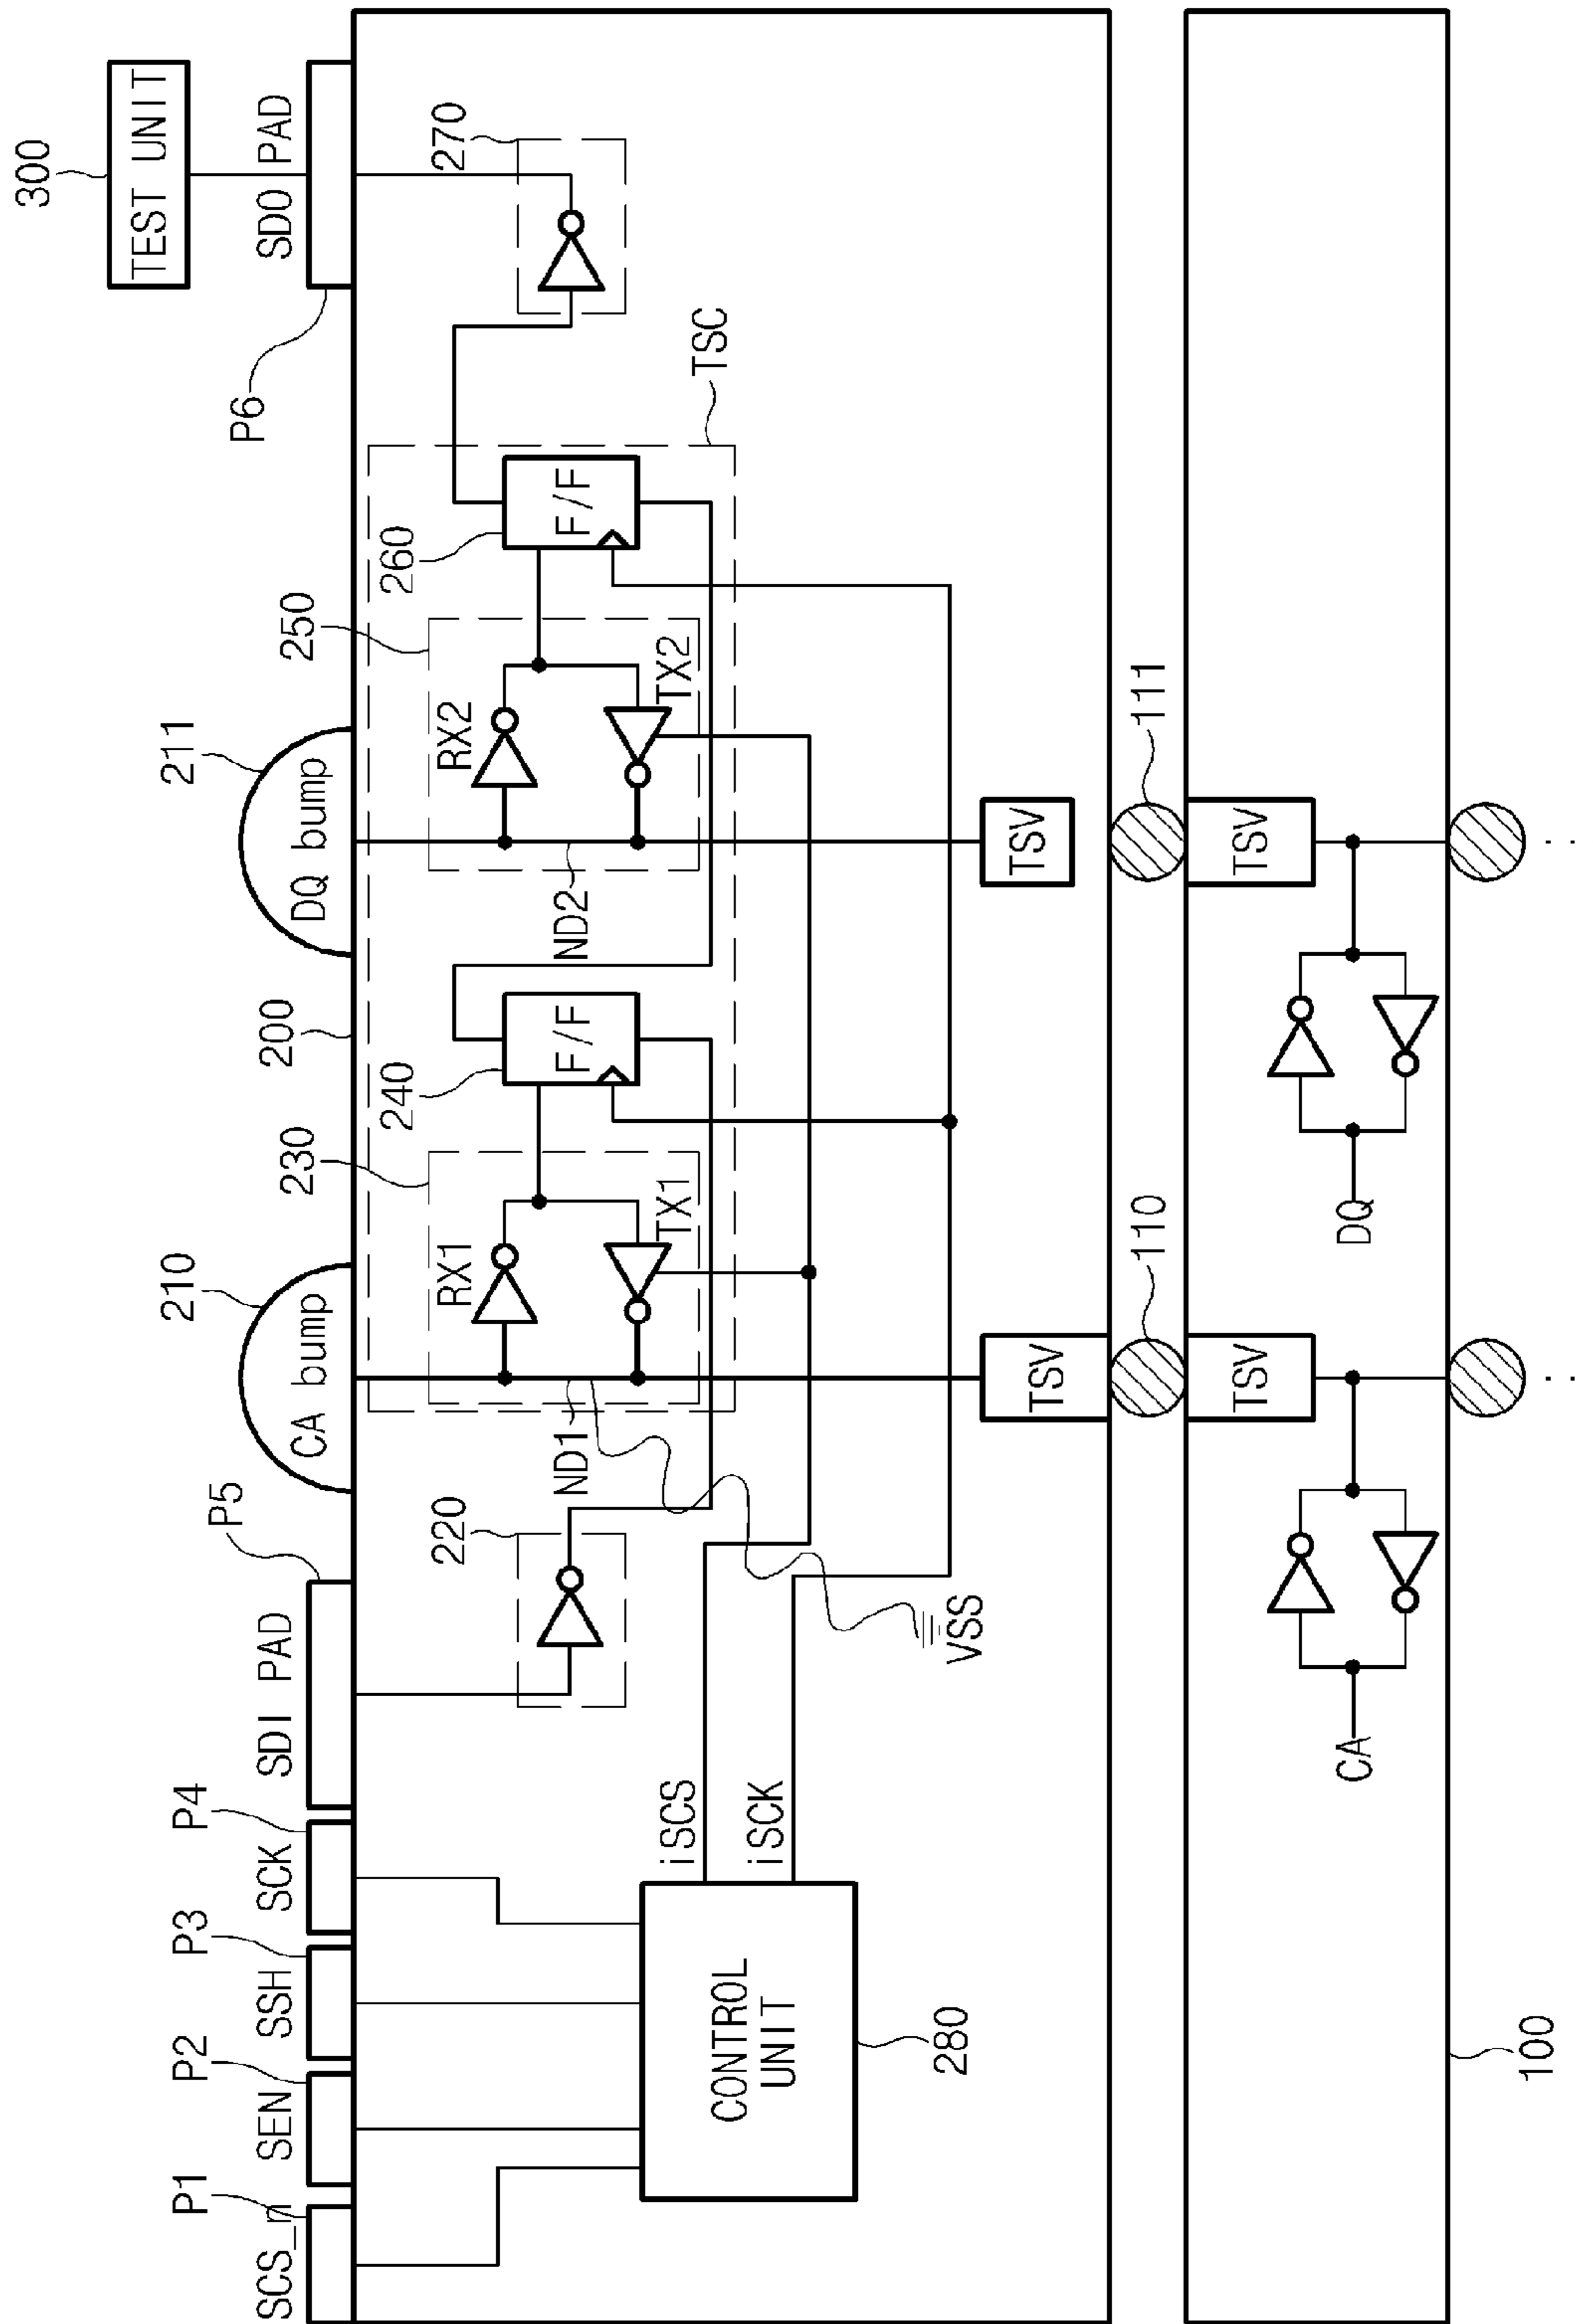 300
TEST UNIT
SCS_n
P1
SEN
P2
SSH
P3
SCK
P4
SDI PAD
P5
CA bump
210
200
DQ bump
211
P6
SDO PAD
220
ND1
230
RX1
TX1
240
F/F
ND2
250
RX2
TX2
260
F/F
TSC
270
CONTROL
UNIT
280
iSCS
iSCK
VSS
TSV
TSV
110
111
TSV
TSV
CA
DQ
100